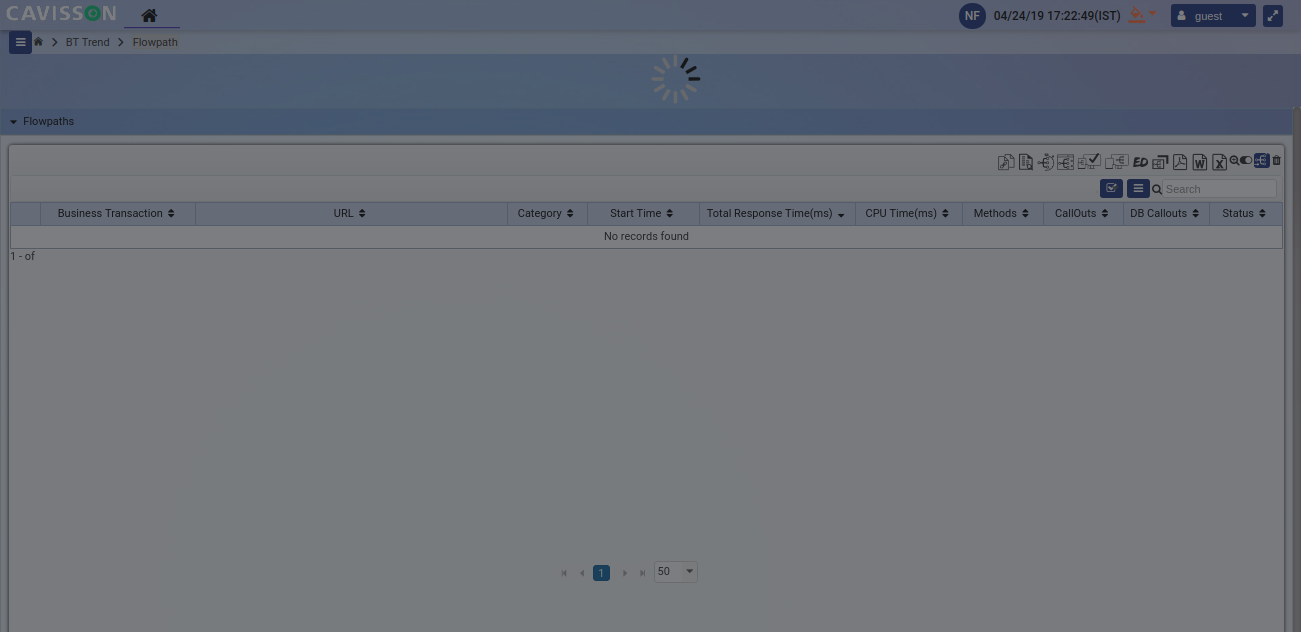 CAVISSON
NF 04/24/19 17:22:49(IST) guest
BT Trend Flowpath
Flowpaths
ED W X
Search
Business Transaction URL Category Start Time Total Response Time(ms) CPU Time(ms) Methods CallOuts DB Callouts Status
No records found
1 - of
1 50